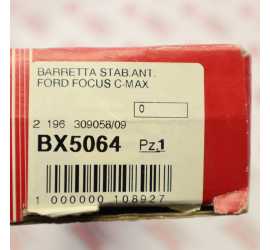 BARRETTA STAB.ANT.
FORD FOCUS C-MAX
0
2 196 309058/09
BX5064 Pz,1
1 000000 108927